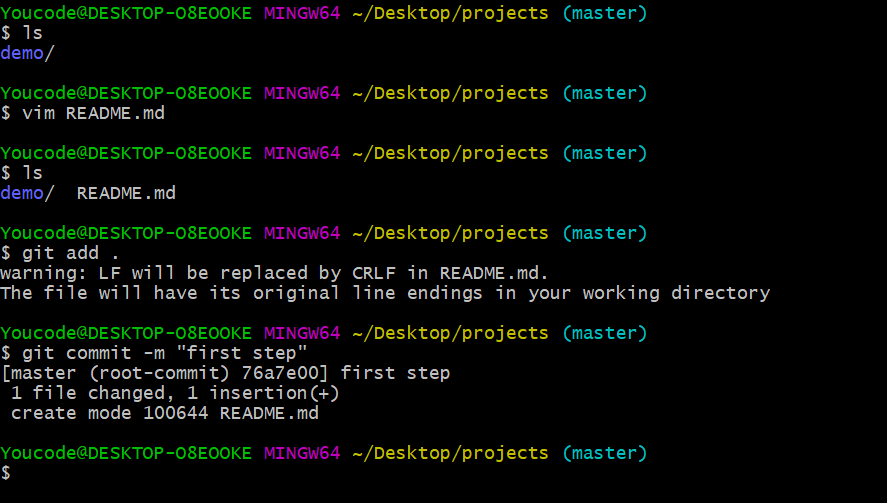 Youcode@DESKTOP-O8EOOKE MINGW64 ~/Desktop/projects (master)
$ ls
demo/
Youcode@DESKTOP-O8EOOKE MINGW64 ~/Desktop/projects (master)
$ vim README.md
Youcode@DESKTOP-O8EOOKE MINGW64 ~/Desktop/projects (master)
$ ls
demo/  README.md
Youcode@DESKTOP-O8EOOKE MINGW64 ~/Desktop/projects (master)
$ git add .
warning: LF will be replaced by CRLF in README.md.
The file will have its original line endings in your working directory
Youcode@DESKTOP-O8EOOKE MINGW64 ~/Desktop/projects (master)
$ git commit -m "first step"
[master (root-commit) 76a7e00] first step
 1 file changed, 1 insertion(+)
 create mode 100644 README.md
Youcode@DESKTOP-O8EOOKE MINGW64 ~/Desktop/projects (master)
$